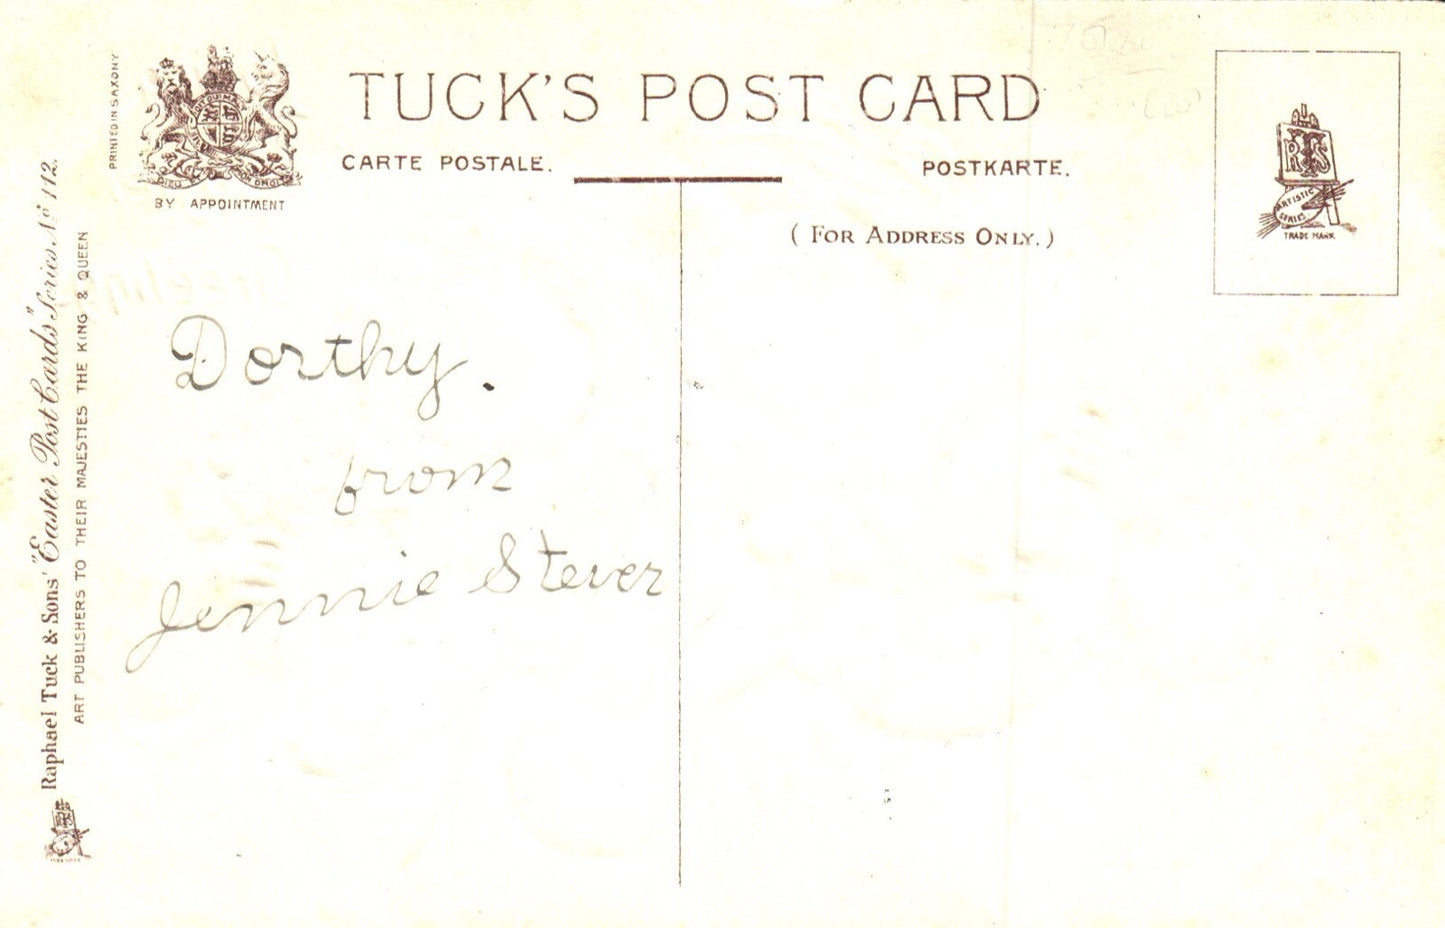 TUCK'S POST CARD
CARTE POSTALE.
POSTKARTE.
(FOR ADDRESS ONLY.)
BY APPOINTMENT
PRINTED IN SAXONY
Raphael Tuck & Sons' "Easter Post Cards" Series No 112.
ART PUBLISHERS TO THEIR MAJESTIES THE KING & QUEEN
R T S
ARTISTIC
SERIES
TRADE MARK
Dorthy.
from
Jennie Stever